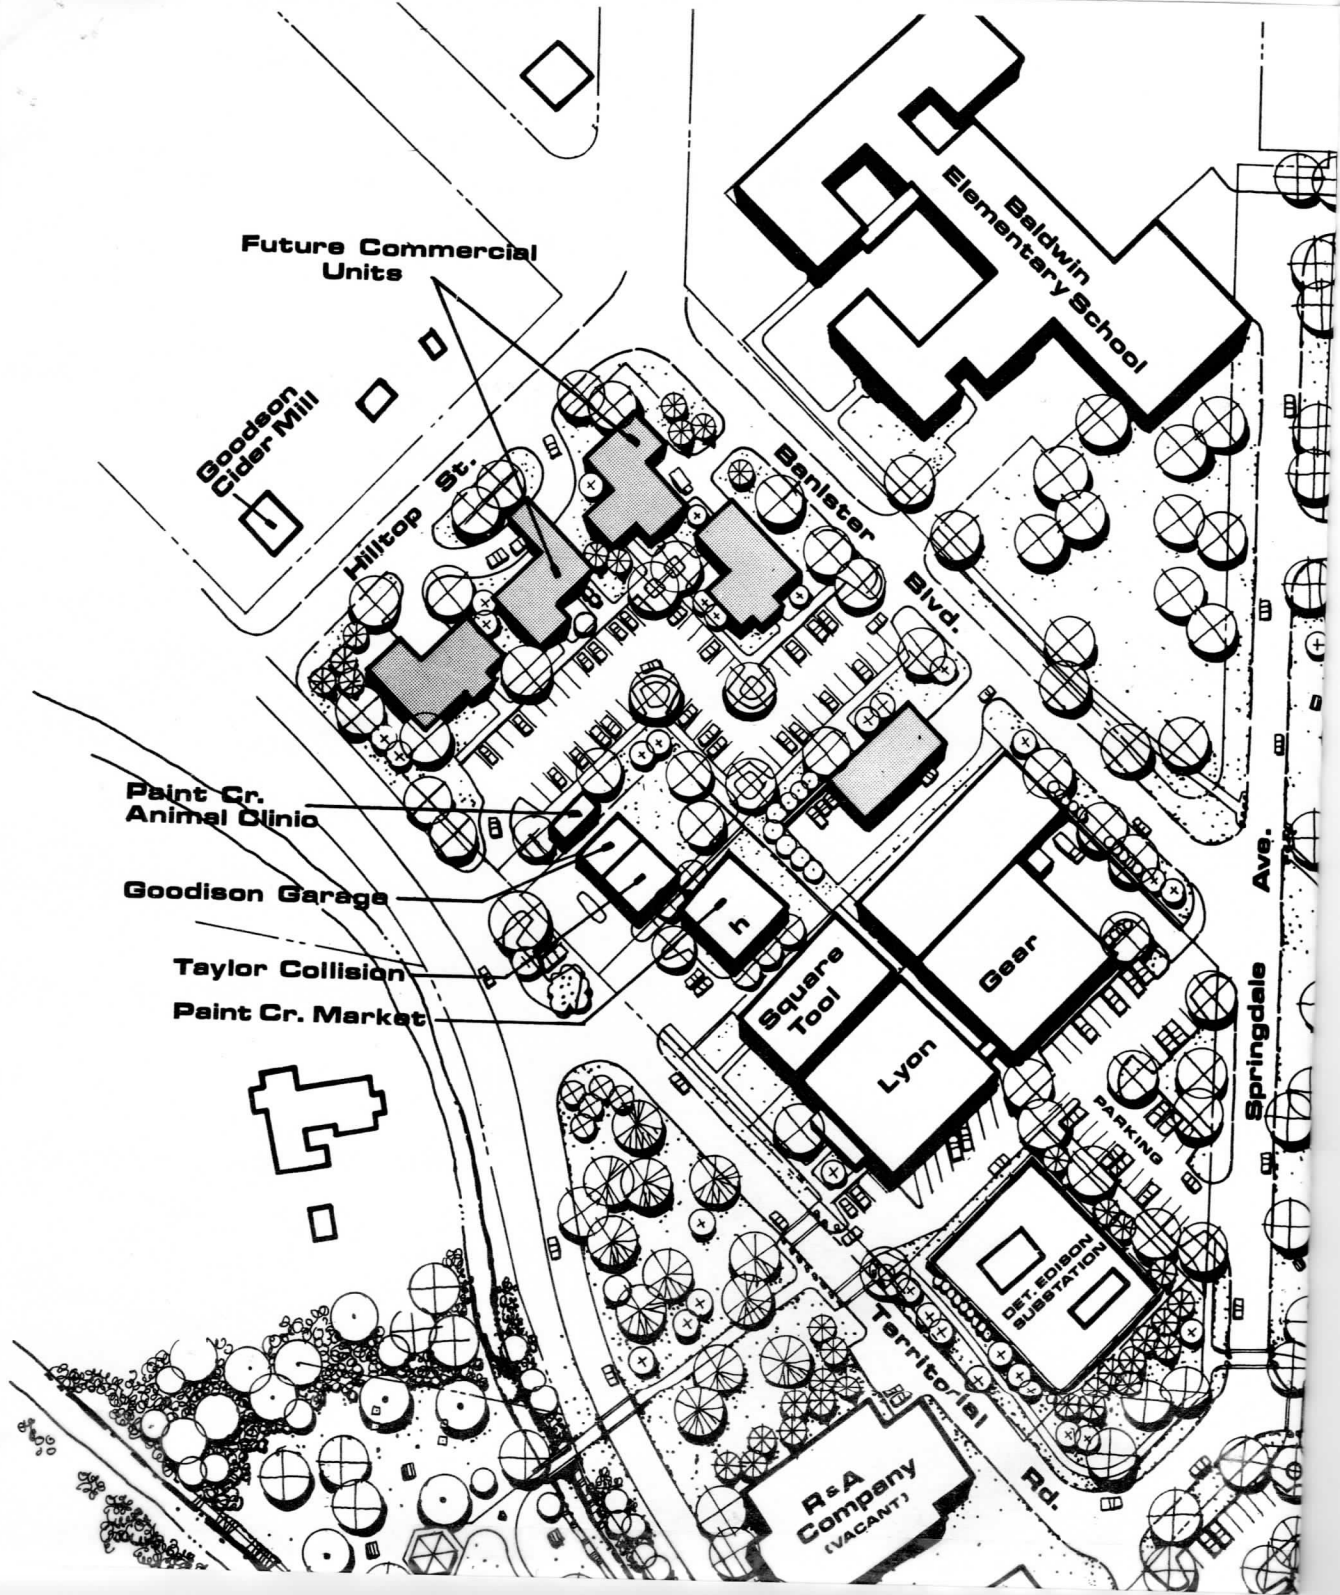 Baldwin
Elementary School
Future Commercial
Units
Goodson
Cider Mill
Hilltop St.
Banister Blvd.
Paint Cr.
Animal Clinic
Goodison Garage
Taylor Collision
Paint Cr. Market
h
Square
Tool
Gear
Lyon
Springdale Ave.
PARKING
DET. EDISON
SUBSTATION
Territorial Rd.
R & A
Company
(VACANT)